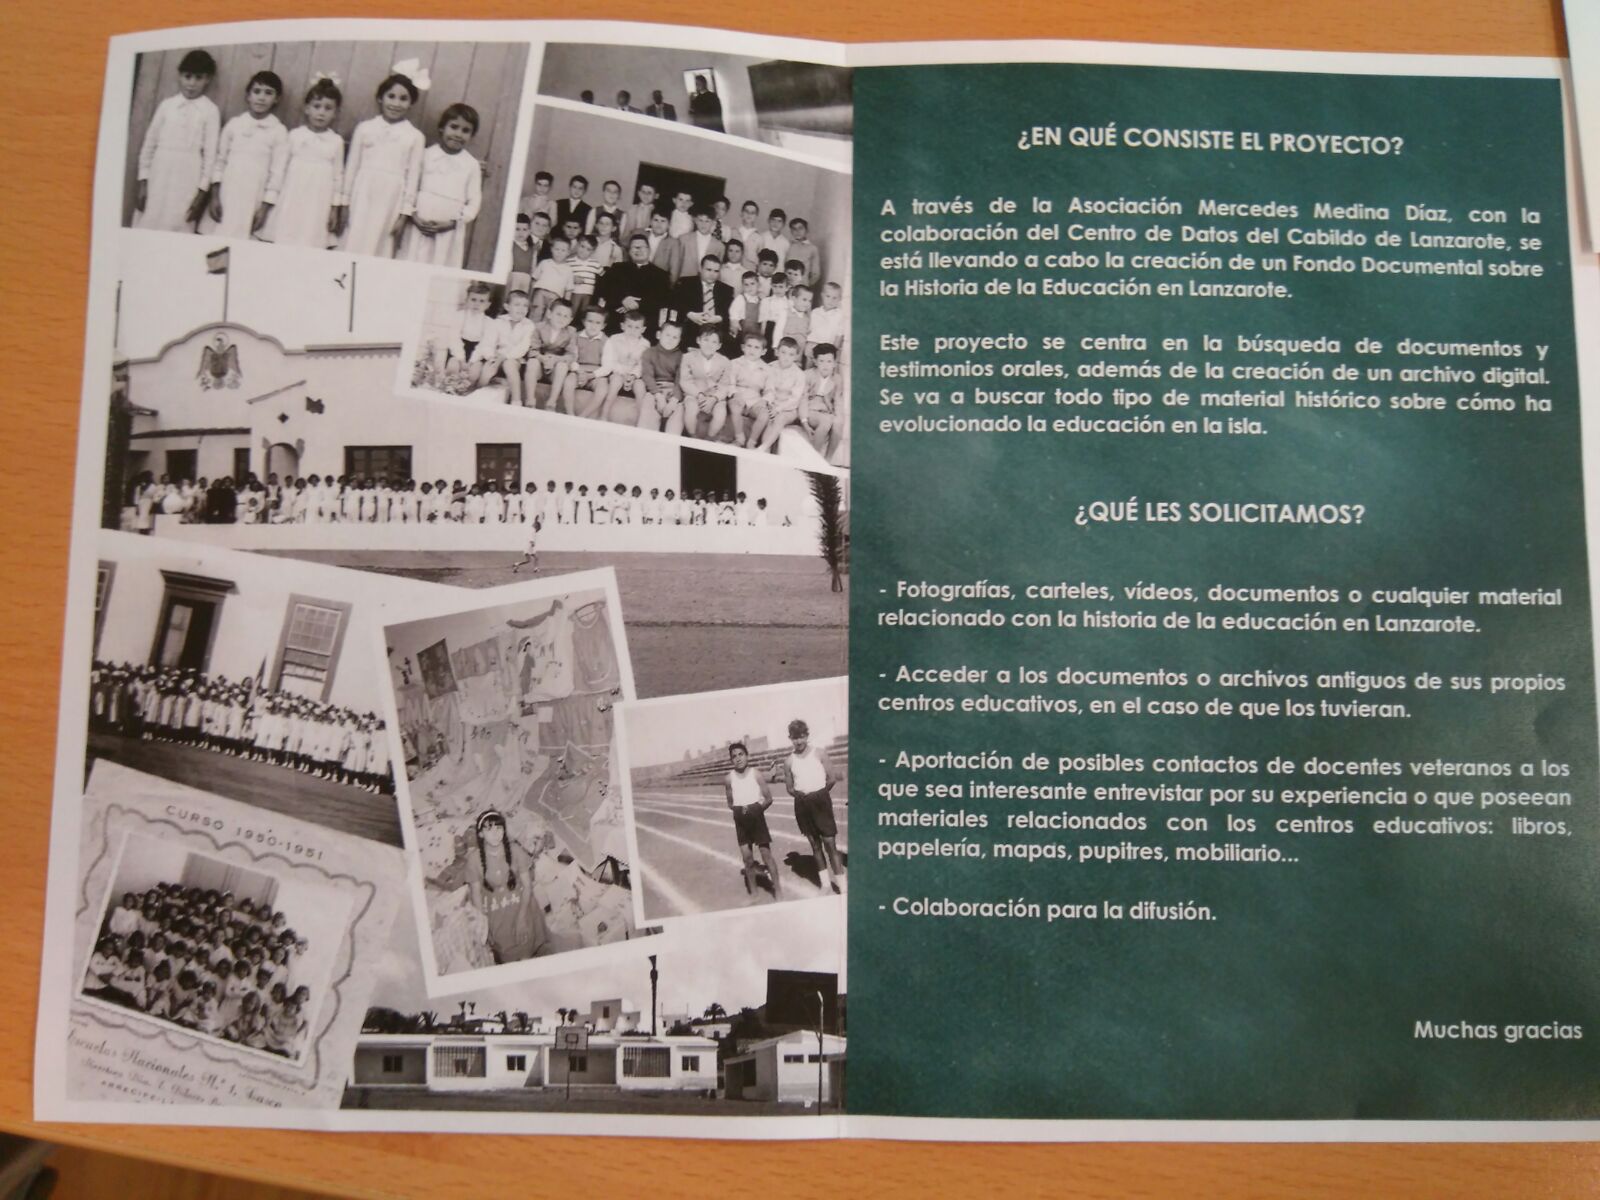 CURSO 1950-1951
Escuelas Nacionales N.º 1,
¿EN QUÉ CONSISTE EL PROYECTO?
A través de la Asociación Mercedes Medina Díaz, con la
colaboración del Centro de Datos del Cabildo de Lanzarote, se
está llevando a cabo la creación de un Fondo Documental sobre
la Historia de la Educación en Lanzarote.
Este proyecto se centra en la búsqueda de documentos y
testimonios orales, además de la creación de un archivo digital.
Se va a buscar todo tipo de material histórico sobre cómo ha
evolucionado la educación en la isla.
¿QUÉ LES SOLICITAMOS?
- Fotografías, carteles, vídeos, documentos o cualquier material
relacionado con la historia de la educación en Lanzarote.
- Acceder a los documentos o archivos antiguos de sus propios
centros educativos, en el caso de que los tuvieran.
- Aportación de posibles contactos de docentes veteranos a los
que sea interesante entrevistar por su experiencia o que poseean
materiales relacionados con los centros educativos: libros,
papelería, mapas, pupitres, mobiliario...
- Colaboración para la difusión.
Muchas gracias